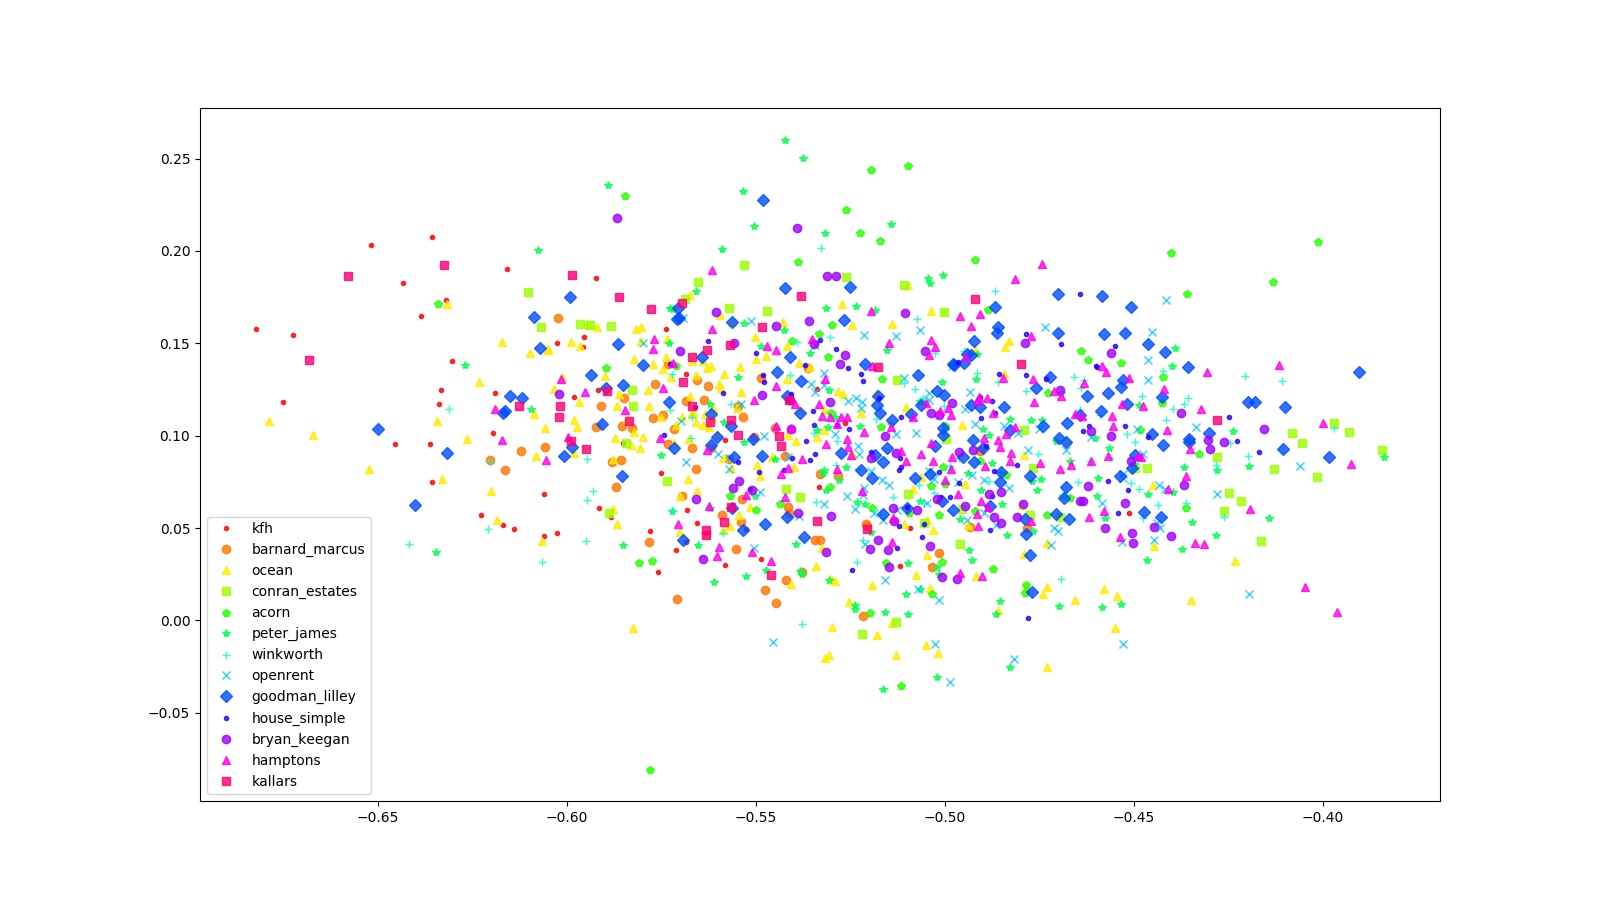 0.25
0.20
0.15
0.10
0.05
0.00
−0.05
kfh
barnard_marcus
ocean
conran_estates
acorn
peter_james
winkworth
openrent
goodman_lilley
house_simple
bryan_keegan
hamptons
kallars
−0.65 −0.60 −0.55 −0.50 −0.45 −0.40